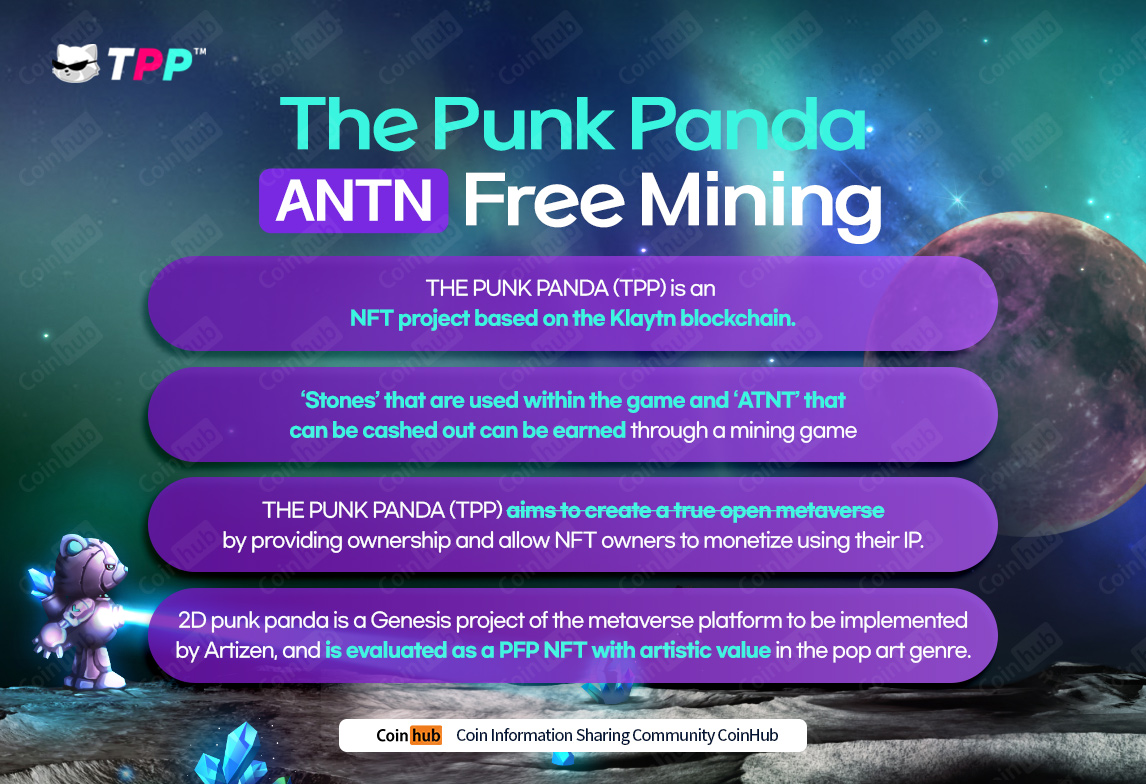 TPP™
The Punk Panda
ANTN Free Mining
THE PUNK PANDA (TPP) is an
NFT project based on the Klaytn blockchain.
‘Stones’ that are used within the game and ‘ATNT’ that
can be cashed out can be earned through a mining game
THE PUNK PANDA (TPP) aims to create a true open metaverse
by providing ownership and allow NFT owners to monetize using their IP.
2D punk panda is a Genesis project of the metaverse platform to be implemented
by Artizen, and is evaluated as a PFP NFT with artistic value in the pop art genre.
Coin hub Coin Information Sharing Community CoinHub